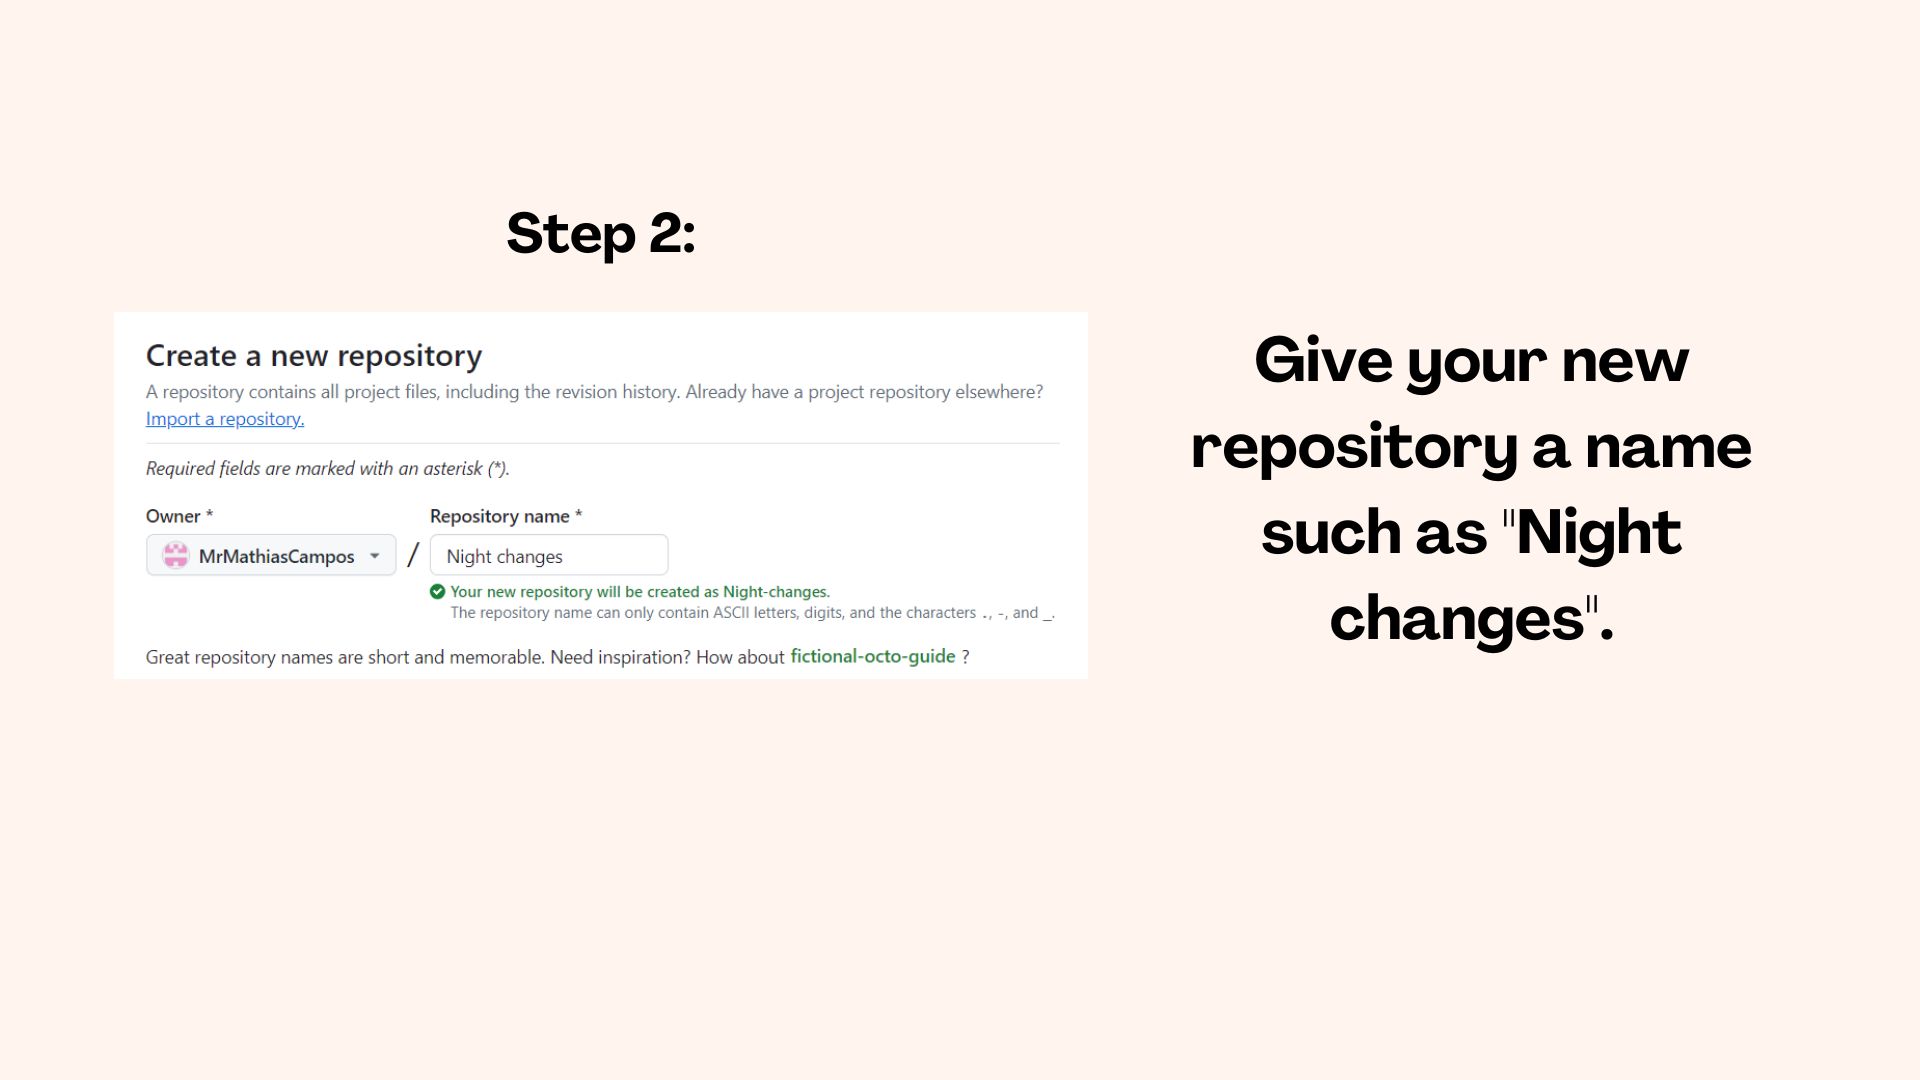 Step 2:
Create a new repository
A repository contains all project files, including the revision history. Already have a project repository elsewhere?
Import a repository.
Required fields are marked with an asterisk (*).
Owner *
Repository name *
MrMathiasCampos / Night changes
Your new repository will be created as Night-changes.
The repository name can only contain ASCII letters, digits, and the characters ., -, and _.
Great repository names are short and memorable. Need inspiration? How about fictional-octo-guide ?
Give your new
repository a name
such as "Night
changes".